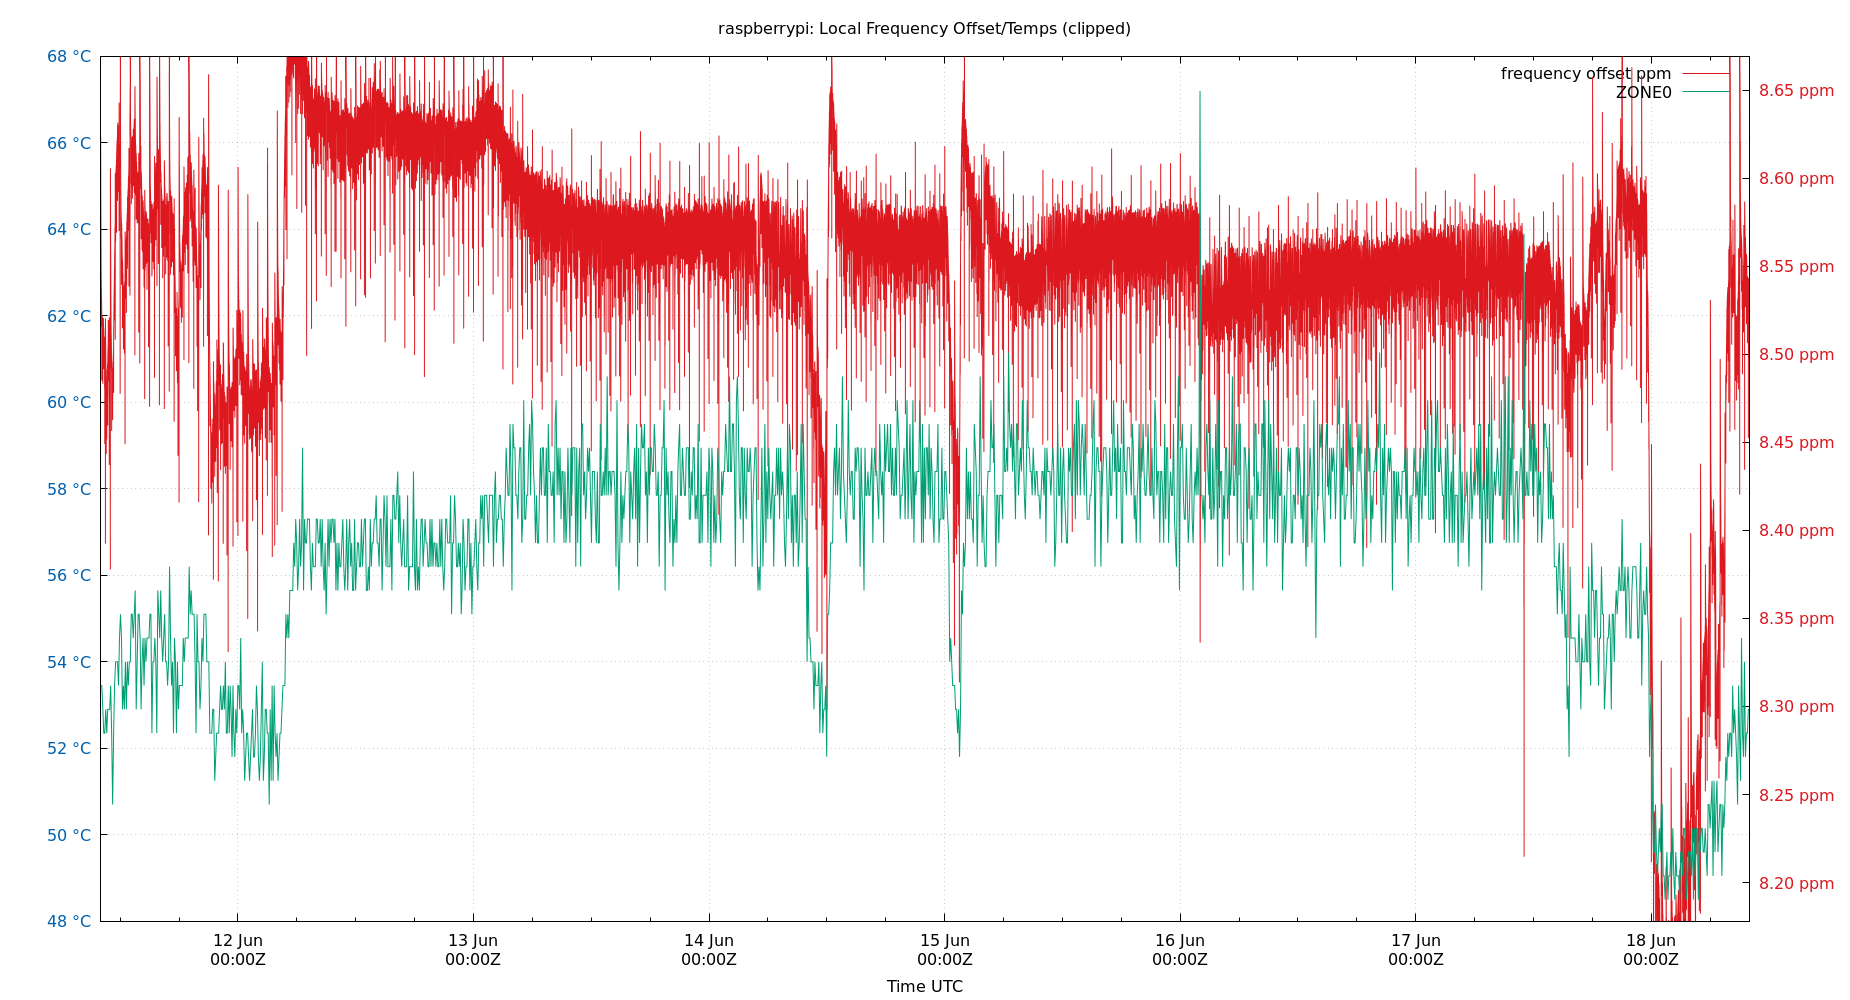 raspberrypi: Local Frequency Offset/Temps (clipped)
68 °C
66 °C
64 °C
62 °C
60 °C
58 °C
56 °C
54 °C
52 °C
50 °C
48 °C
frequency offset ppm
ZONE0
8.65 ppm
8.60 ppm
8.55 ppm
8.50 ppm
8.45 ppm
8.40 ppm
8.35 ppm
8.30 ppm
8.25 ppm
8.20 ppm
12 Jun
00:00Z
13 Jun
00:00Z
14 Jun
00:00Z
15 Jun
00:00Z
16 Jun
00:00Z
17 Jun
00:00Z
18 Jun
00:00Z
Time UTC